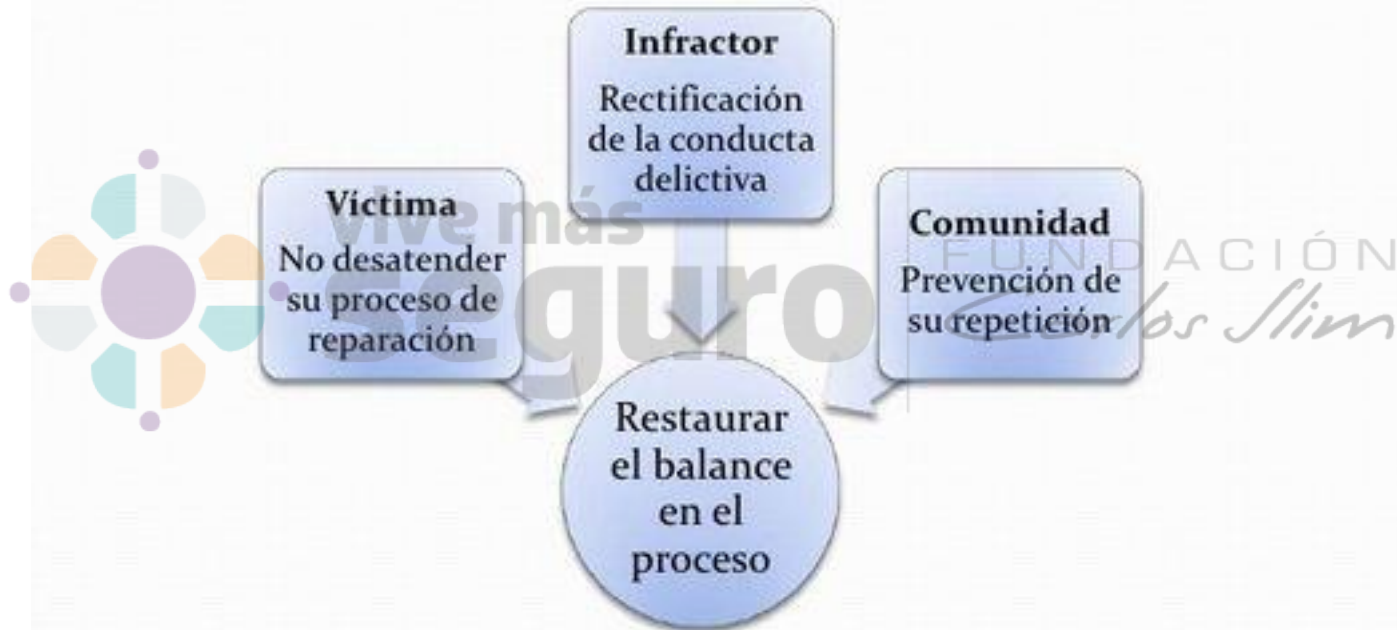 Infractor
Rectificación
de la conducta
delictiva
Víctima
No desatender
su proceso de
reparación
Comunidad
Prevención de
su repetición
Restaurar
el balance
en el
proceso
vive más
seguro
FUNDACIÓN
Carlos Slim